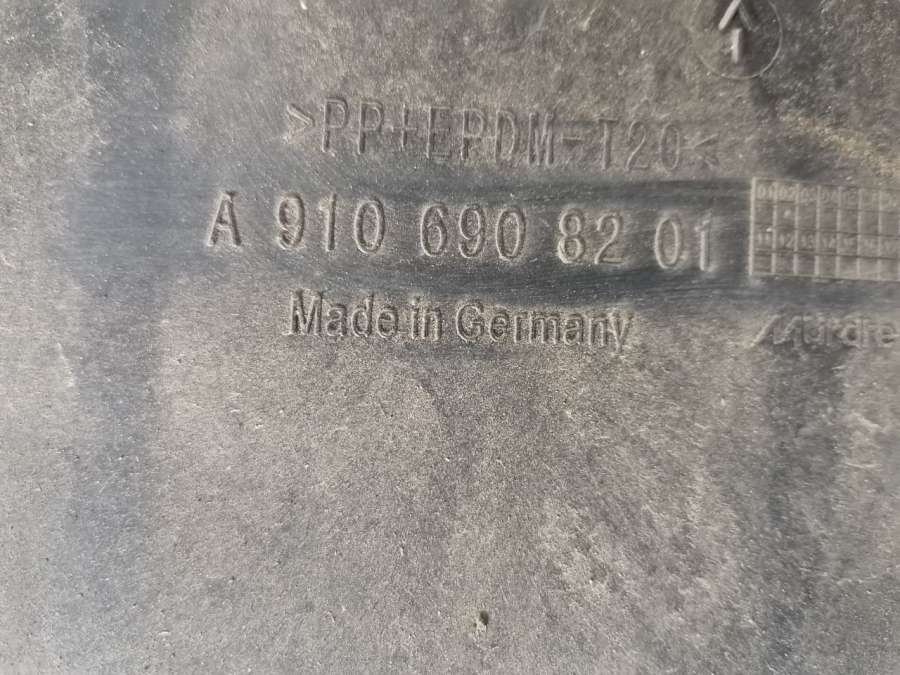 >PP+EPDM-T20<
A 910 690 82 01
Made in Germany